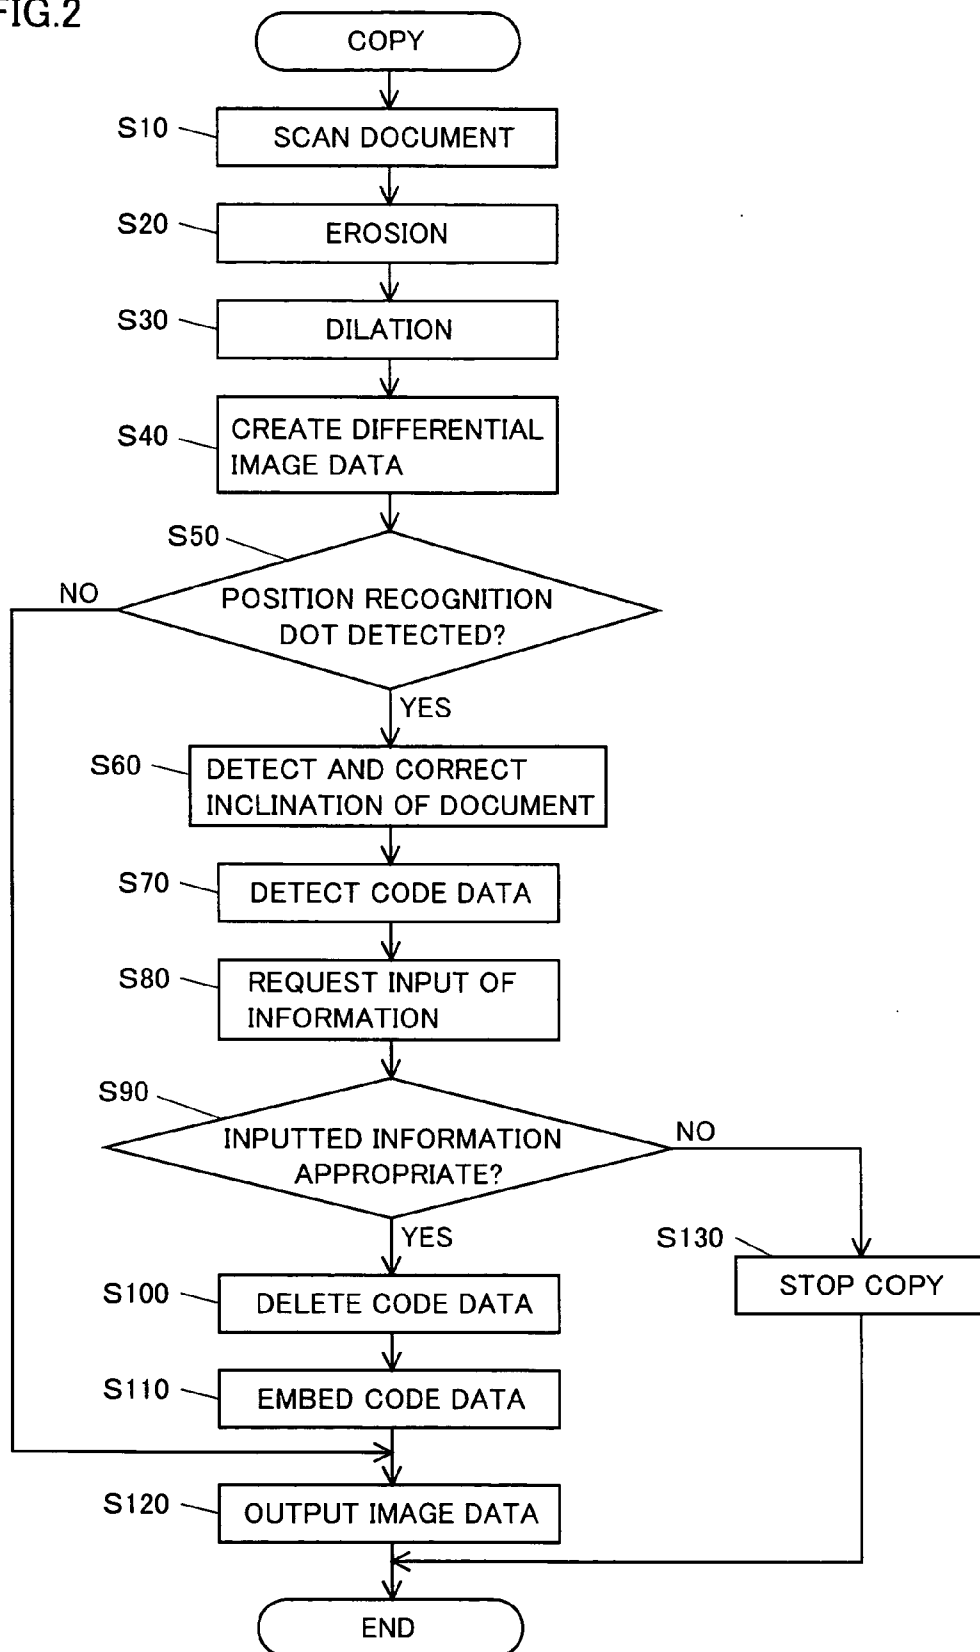 FIG.2
COPY
S10
SCAN DOCUMENT
S20
EROSION
S30
DILATION
S40
CREATE DIFFERENTIAL
IMAGE DATA
S50
NO
POSITION RECOGNITION
DOT DETECTED?
YES
S60
DETECT AND CORRECT
INCLINATION OF DOCUMENT
S70
DETECT CODE DATA
S80
REQUEST INPUT OF
INFORMATION
S90
INPUTTED INFORMATION
APPROPRIATE?
NO
YES
S130
STOP COPY
S100
DELETE CODE DATA
S110
EMBED CODE DATA
S120
OUTPUT IMAGE DATA
END